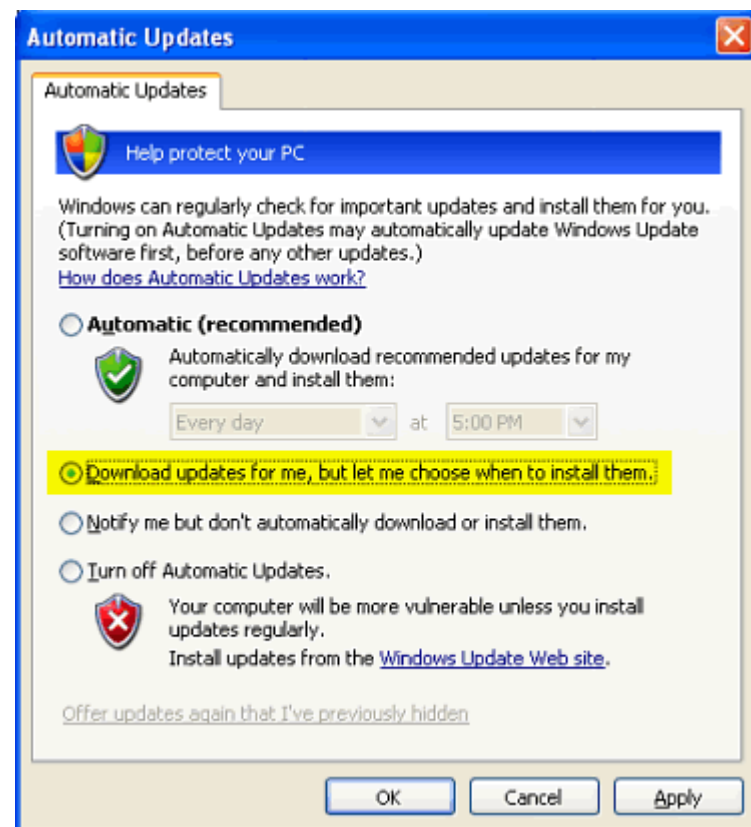 Automatic Updates
Automatic Updates
Help protect your PC
Windows can regularly check for important updates and install them for you.
(Turning on Automatic Updates may automatically update Windows Update
software first, before any other updates.)
How does Automatic Updates work?
Automatic (recommended)
Automatically download recommended updates for my
computer and install them:
Every day at 5:00 PM
Download updates for me, but let me choose when to install them.
Notify me but don't automatically download or install them.
Turn off Automatic Updates.
Your computer will be more vulnerable unless you install
updates regularly.
Install updates from the Windows Update Web site.
Offer updates again that I've previously hidden
OK Cancel Apply